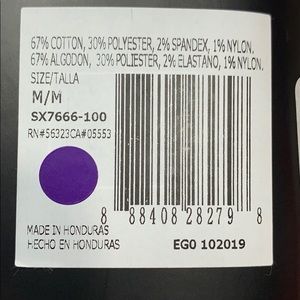 67% COTTON, 30% POLYESTER, 2% SPANDEX, 1% NYLON.
67% ALGODON, 30% POLIESTER, 2% ELASTANO, 1% NYLON.
SIZE/TALLA
M/M
SX7666-100
RN#56323CA#05553
8 88408 28279 8
MADE IN HONDURAS
HECHO EN HONDURAS
EG0 102019